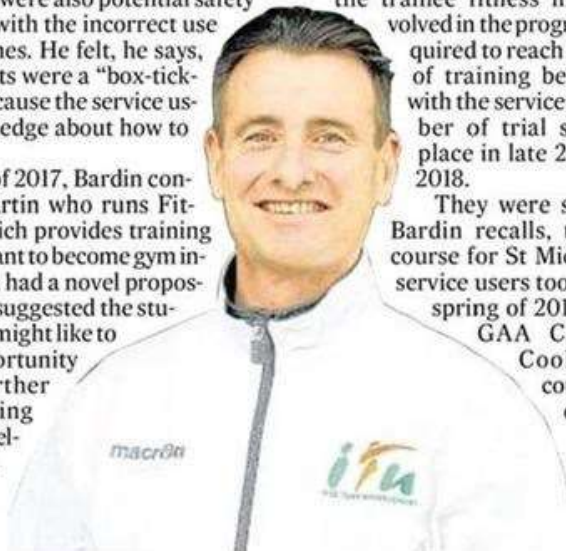 were also potential safety
with the incorrect use
nes. He felt, he says,
ts were a “box-tick-
cause the service us-
edge about how to
of 2017, Bardin con-
artin who runs Fit-
ich provides training
ant to become gym in-
had a novel propos-
suggested the stu-
might like to
ortunity
rther
ing
el-
the trainee fitness in
volved in the progr
quired to reach
of training be
with the service
ber of trial s
place in late 2
2018.
They were s
Bardin recalls,
course for St Mic
service users too
spring of 201
GAA C
Cool
co
macron